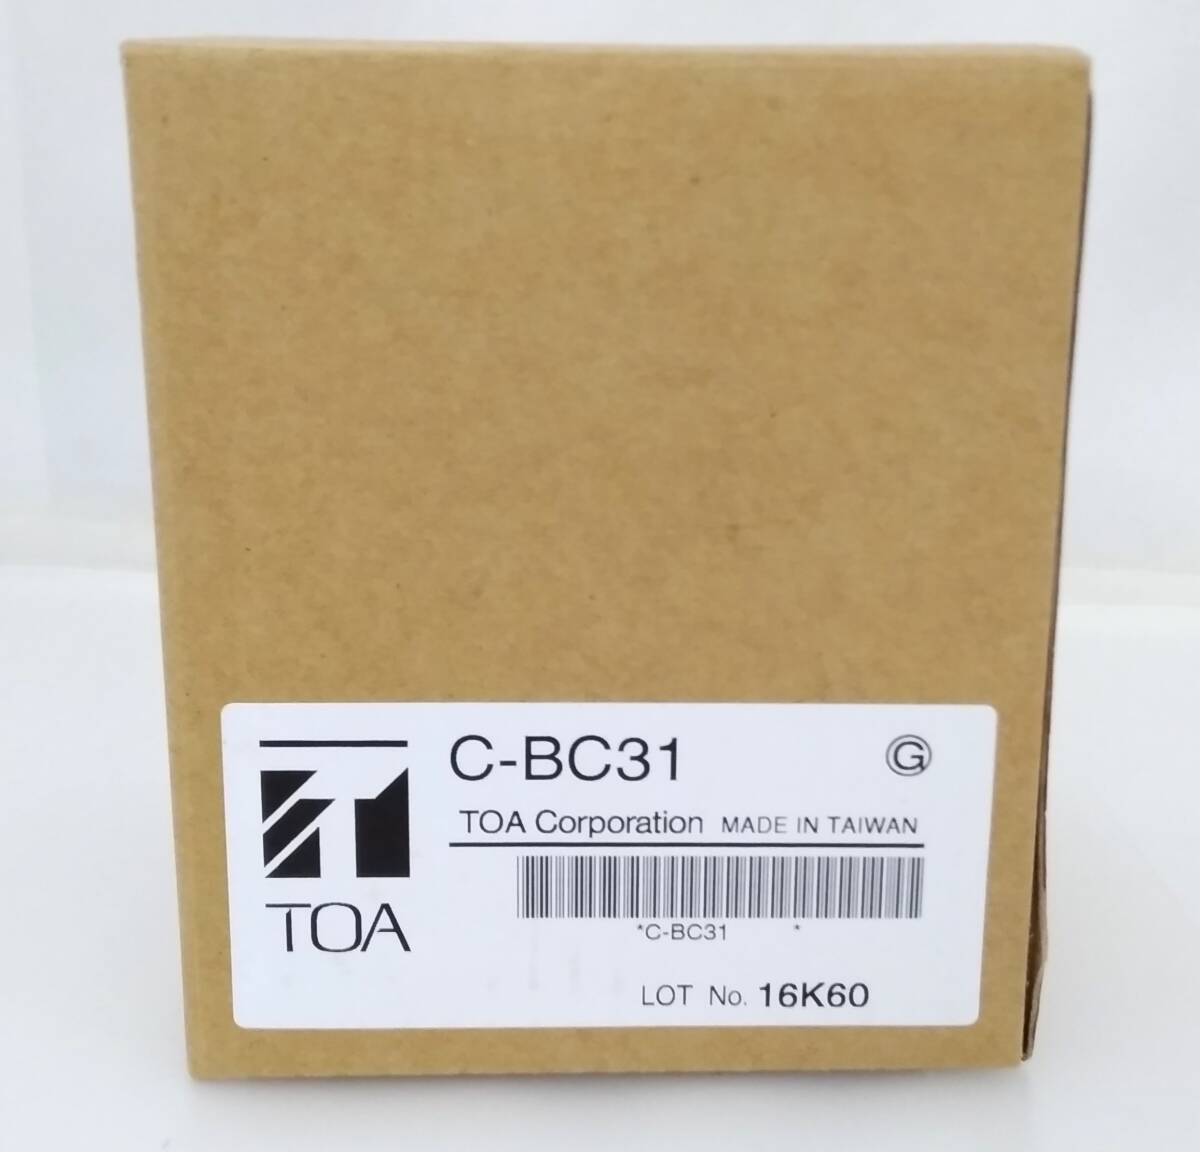 C-BC31 G
TOA Corporation MADE IN TAIWAN
TOA
*C-BC31 *
LOT No. 16K60